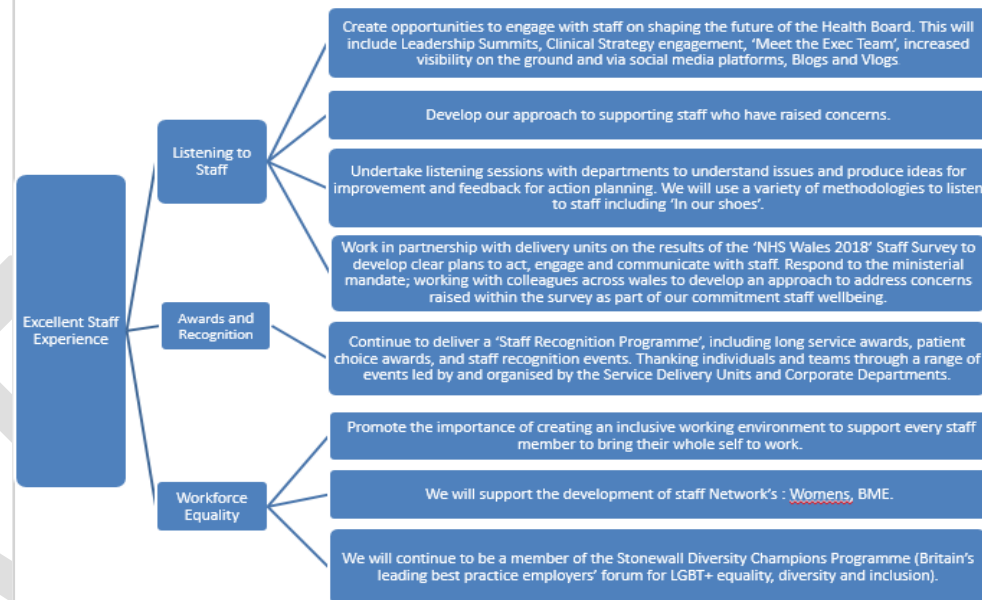 Create opportunities to engage with staff on shaping the future of the Health Board. This will
include Leadership Summits, Clinical Strategy engagement, ‘Meet the Exec Team’, increased
visibility on the ground and via social media platforms, Blogs and Vlogs
Develop our approach to supporting staff who have raised concerns.
Listening to
Staff
Undertake listening sessions with departments to understand issues and produce ideas for
improvement and feedback for action planning. We will use a variety of methodologies to listen
to staff including ‘In our shoes’.
Work in partnership with delivery units on the results of the ‘NHS Wales 2018’ Staff Survey to
develop clear plans to act, engage and communicate with staff. Respond to the ministerial
mandate; working with colleagues across wales to develop an approach to address concerns
raised within the survey as part of our commitment staff wellbeing.
Excellent Staff
Experience
Awards and
Recognition
Continue to deliver a ‘Staff Recognition Programme’, including long service awards, patient
choice awards, and staff recognition events. Thanking individuals and teams through a range of
events led by and organised by the Service Delivery Units and Corporate Departments.
Promote the importance of creating an inclusive working environment to support every staff
member to bring their whole self to work.
Workforce
Equality
We will support the development of staff Network’s : Womens, BME.
We will continue to be a member of the Stonewall Diversity Champions Programme (Britain’s
leading best practice employers’ forum for LGBT+ equality, diversity and inclusion).